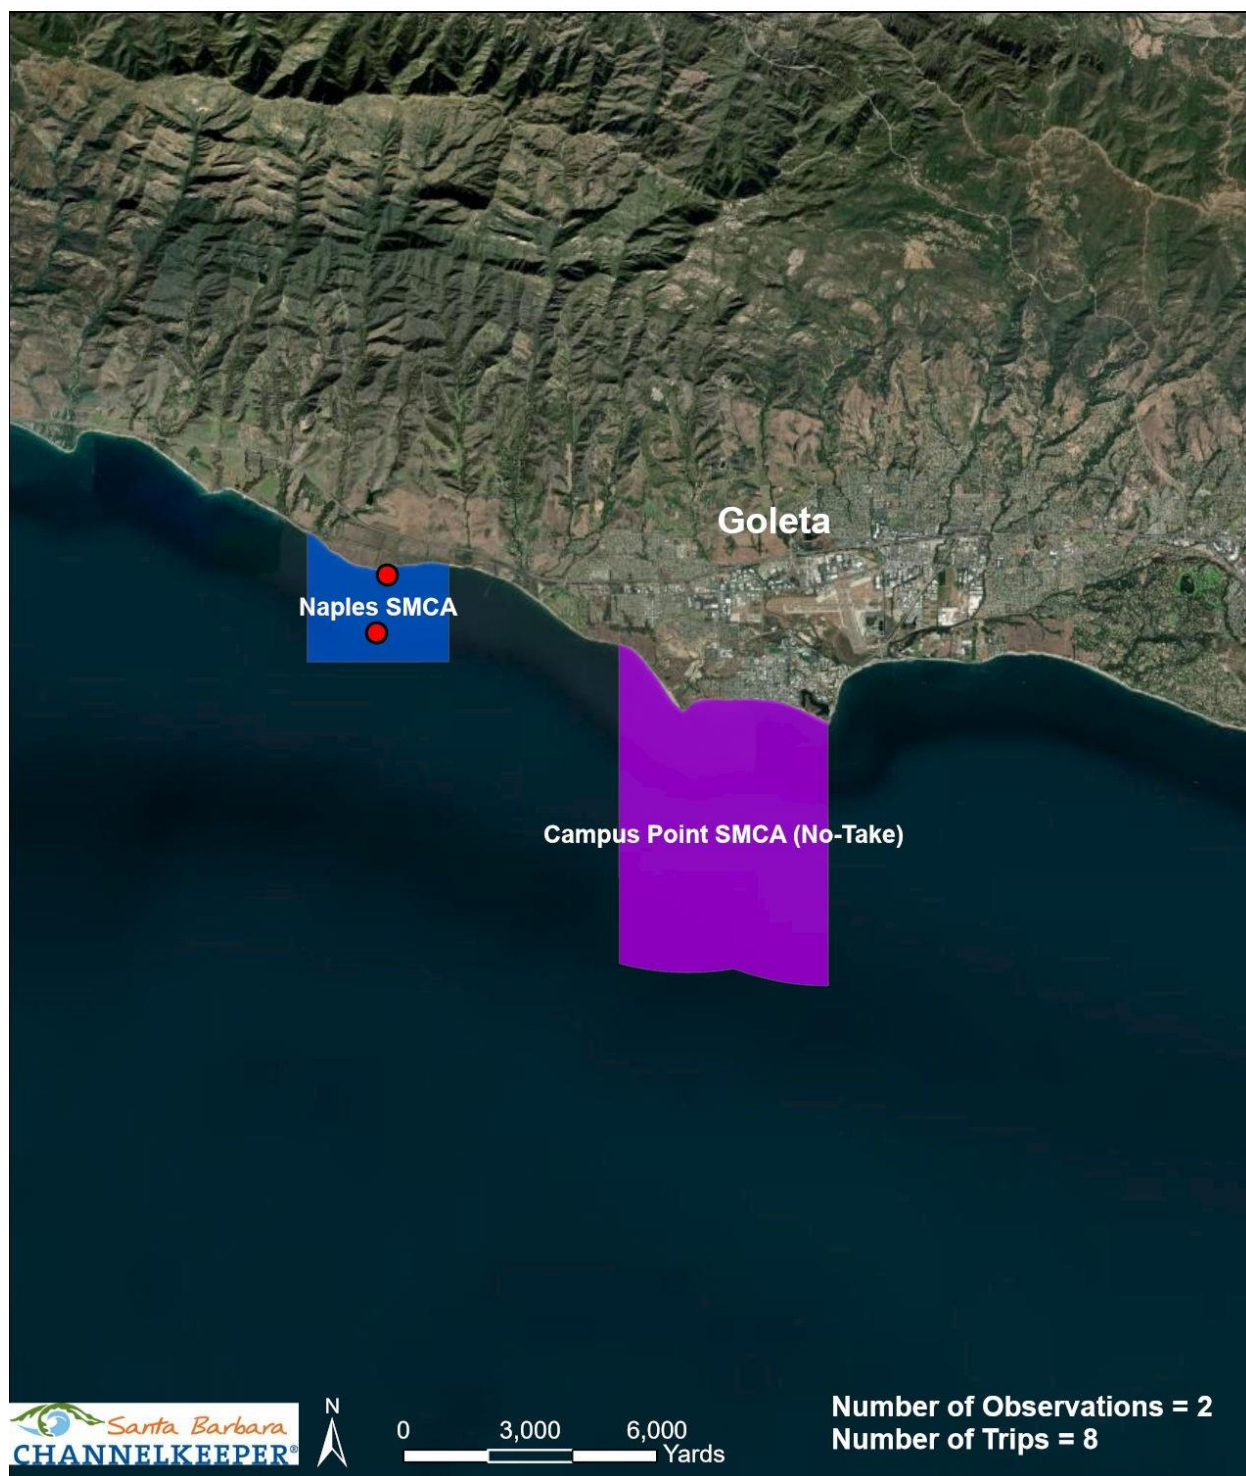 Goleta
Naples SMCA
Campus Point SMCA (No-Take)
Santa Barbara
CHANNELKEEPER®
N
0 3,000 6,000
Yards
Number of Observations = 2
Number of Trips = 8